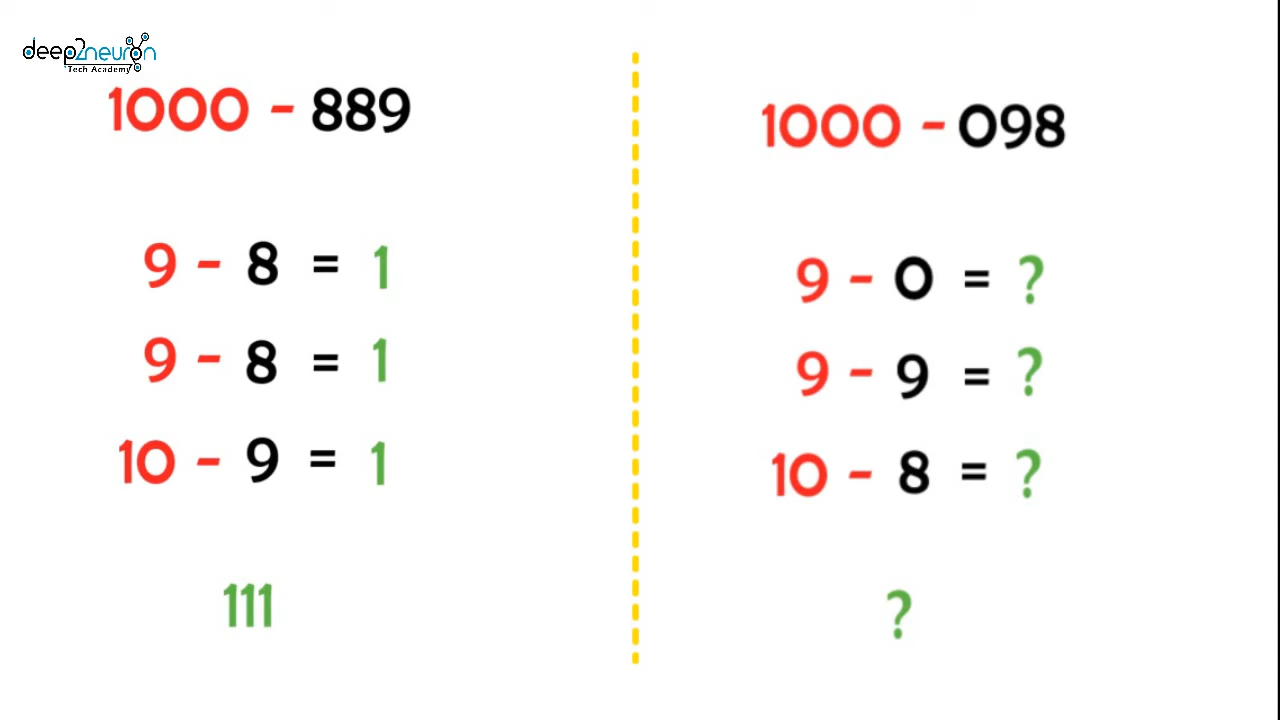 deep2neuron
Tech Academy
1000 - 889
9 - 8 = 1
9 - 8 = 1
10 - 9 = 1
111
1000 - 098
9 - 0 = ?
9 - 9 = ?
10 - 8 = ?
?